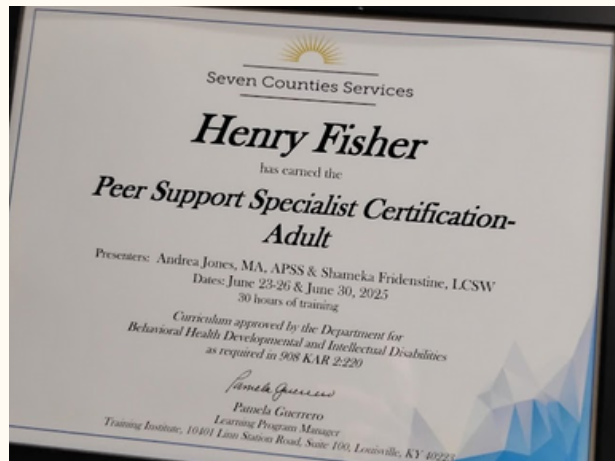 Seven Counties Services
Henry Fisher
has earned the
Peer Support Specialist Certification-
Adult
Presenters: Andrea Jones, MA, APSS & Shameka Fridenstine, LCSW
Dates: June 23-26 & June 30, 2025
30 hours of training
Curriculum approved by the Department for
Behavioral Health Developmental and Intellectual Disabilities
as required in 908 KAR 2:220
Pamela Guerrero
Pamela Guerrero
Learning Program Manager
Training Institute, 10401 Linn Station Road, Suite 100, Louisville, KY 40223